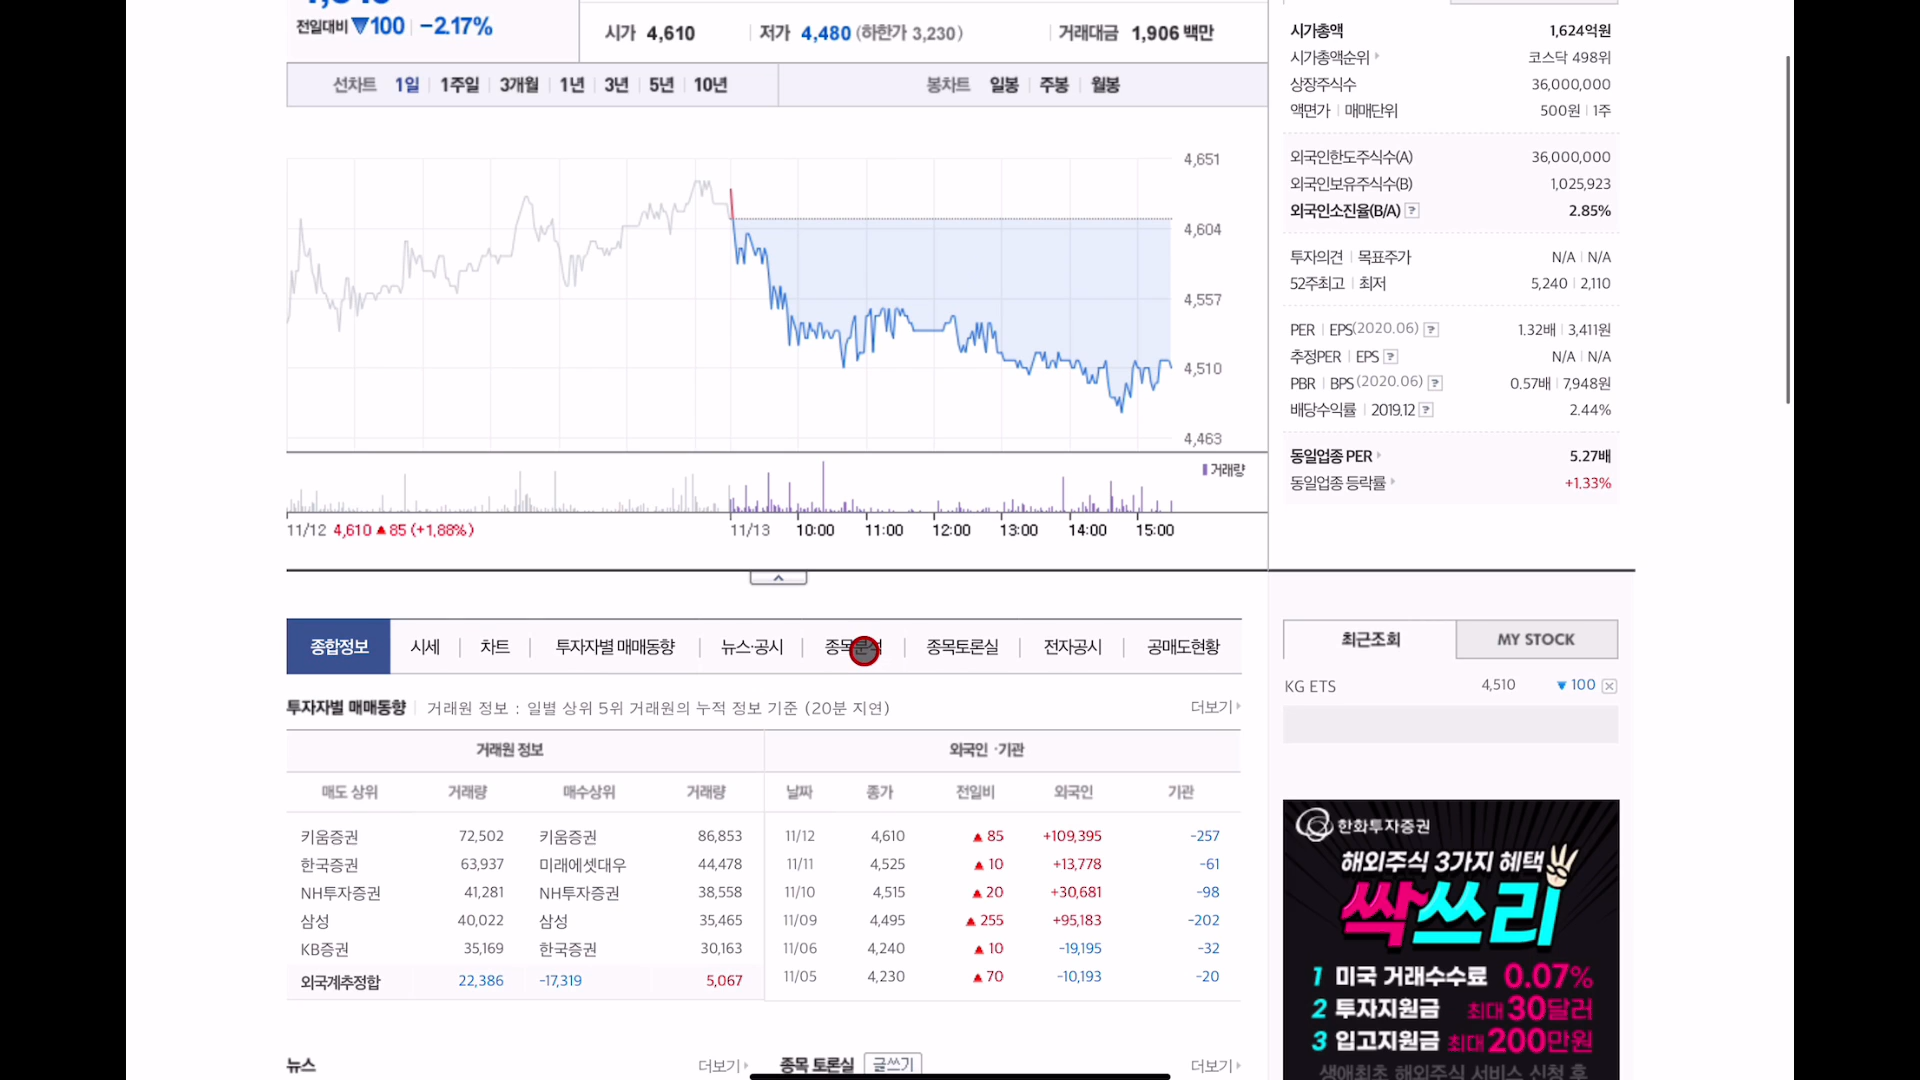 전일대비 ▼100 | -2.17%
시가 4,610 | 저가 4,480 (하한가 3,230) | 거래대금 1,906 백만
선차트 1일 | 1주일 | 3개월 | 1년 | 3년 | 5년 | 10년
봉차트 일봉 | 주봉 | 월봉
4,651
4,604
4,557
4,510
4,463
거래량
11/12 4,610 ▲85 (+1,88%)
11/13 10:00 11:00 12:00 13:00 14:00 15:00
시가총액 1,624억원
시가총액순위 코스닥 498위
상장주식수 36,000,000
액면가 | 매매단위 500원 | 1주
외국인한도주식수(A) 36,000,000
외국인보유주식수(B) 1,025,923
외국인소진율(B/A) ? 2.85%
투자의견 | 목표주가 N/A | N/A
52주최고 | 최저 5,240 | 2,110
PER | EPS(2020.06) ? 1.32배 | 3,411원
추정PER | EPS ? N/A | N/A
PBR | BPS (2020.06) ? 0.57배 | 7,948원
배당수익률 | 2019.12 ? 2.44%
동일업종 PER 5.27배
동일업종 등락률 +1.33%
종합정보 | 시세 | 차트 | 투자자별 매매동향 | 뉴스·공시 | 종목분석 | 종목토론실 | 전자공시 | 공매도현황
투자자별 매매동향 | 거래원 정보 : 일별 상위 5위 거래원의 누적 정보 기준 (20분 지연) 더보기
거래원 정보 외국인 ·기관
매도 상위 거래량 매수상위 거래량 날짜 종가 전일비 외국인 기관
키움증권 72,502 키움증권 86,853 11/12 4,610 ▲ 85 +109,395 -257
한국증권 63,937 미래에셋대우 44,478 11/11 4,525 ▲ 10 +13,778 -61
NH투자증권 41,281 NH투자증권 38,558 11/10 4,515 ▲ 20 +30,681 -98
삼성 40,022 삼성 35,465 11/09 4,495 ▲ 255 +95,183 -202
KB증권 35,169 한국증권 30,163 11/06 4,240 ▲ 10 -19,195 -32
외국계추정합 22,386 -17,319 5,067 11/05 4,230 ▲ 70 -10,193 -20
뉴스 더보기 종목 토론실 글쓰기 더보기
최근조회 MY STOCK
KG ETS 4,510 ▼ 100
한화투자증권
해외주식 3가지 혜택
싹쓰리
1 미국 거래수수료 0.07%
2 투자지원금 최대 30달러
3 입고지원금 최대 200만원
생애최초 해외주식 서비스 신청 후